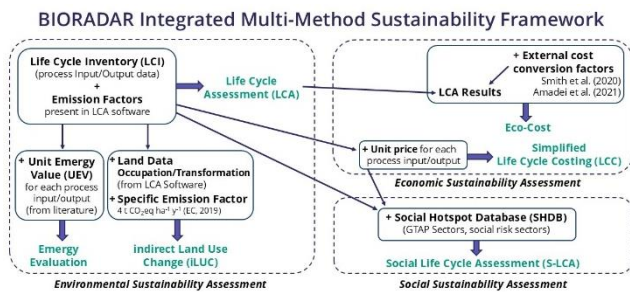 BIORADAR Integrated Multi-Method Sustainability Framework
Life Cycle Inventory (LCI)
(process Input/Output data)
+
Emission Factors
present in LCA software
Life Cycle
Assessment (LCA)
+ Unit Emergy
Value (UEV)
for each process
input/output
(from literature)
Emergy
Evaluation
+ Land Data
Occupation/Transformation
(from LCA Software)
+ Specific Emission Factor
4 t CO₂eq ha⁻¹ y⁻¹ (EC, 2019)
indirect Land Use
Change (iLUC)
Environmental Sustainability Assessment
+ External cost
conversion factors
Smith et al. (2020)
Amadei et al. (2021)
LCA Results
Eco-Cost
+ Unit price for each
process input/output
Simplified
Life Cycle Costing (LCC)
Economic Sustainability Assessment
+ Social Hotspot Database (SHDB)
(GTAP Sectors, social risk sectors)
Social Life Cycle Assessment (S-LCA)
Social Sustainability Assessment